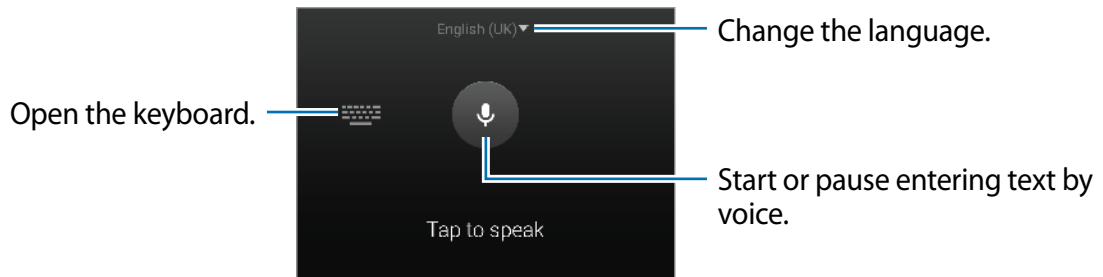 English (UK)
Change the language.
Open the keyboard.
Start or pause entering text by
voice.
Tap to speak